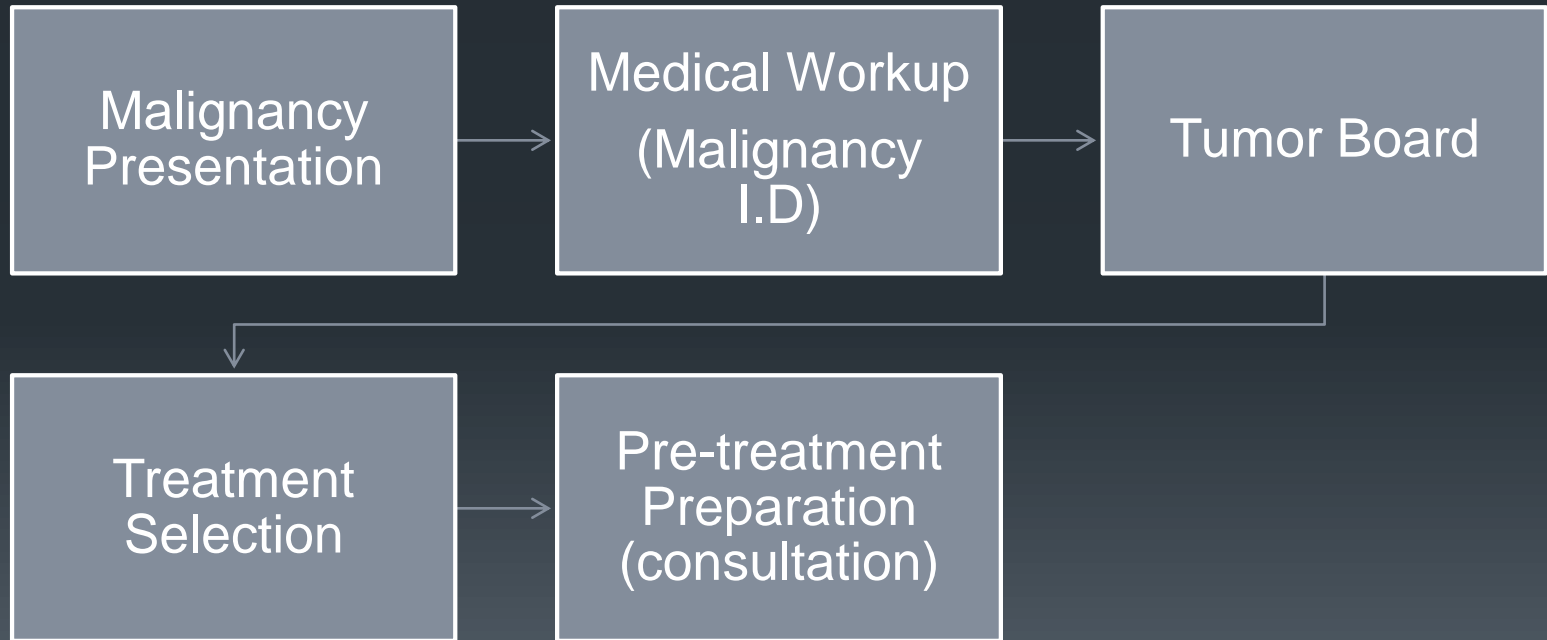 Malignancy
Presentation
Medical Workup
(Malignancy
I.D)
Tumor Board
Treatment
Selection
Pre-treatment
Preparation
(consultation)